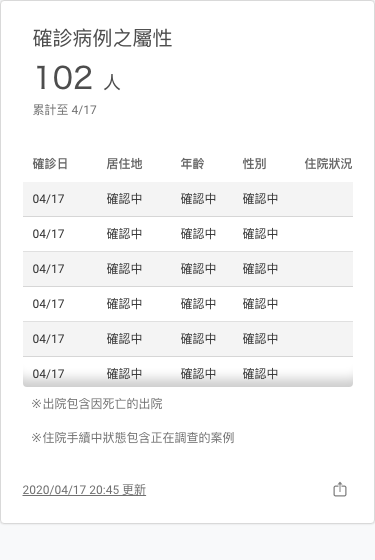 確診病例之屬性
102 人
累計至 4/17
確診日 居住地 年齡 性別 住院狀況
04/17 確認中 確認中 確認中
04/17 確認中 確認中 確認中
04/17 確認中 確認中 確認中
04/17 確認中 確認中 確認中
04/17 確認中 確認中 確認中
04/17 確認中 確認中 確認中
※出院包含因死亡的出院
※住院手續中狀態包含正在調查的案例
2020/04/17 20:45 更新